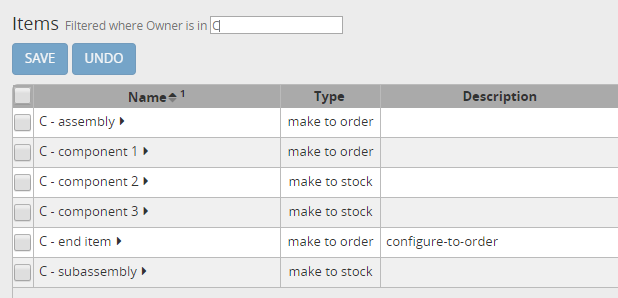 Items Filtered where Owner is in C
SAVE UNDO
Name 1 Type Description
C - assembly make to order
C - component 1 make to order
C - component 2 make to stock
C - component 3 make to stock
C - end item make to order configure-to-order
C - subassembly make to stock